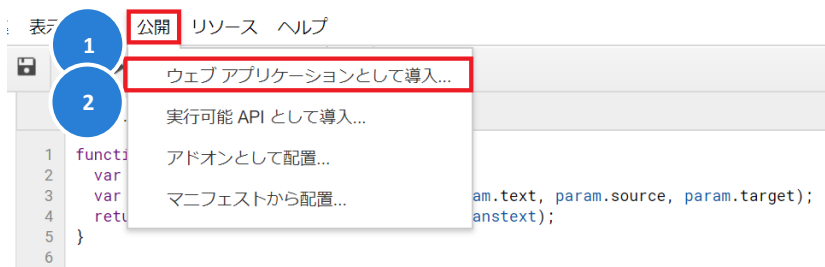 表示 公開 リソース ヘルプ
1
ウェブ アプリケーションとして導入...
2
実行可能 API として導入...
アドオンとして配置...
マニフェストから配置...
1 functi
2 var
3 var am.text, param.source, param.target);
4 retu anstext);
5 }
6